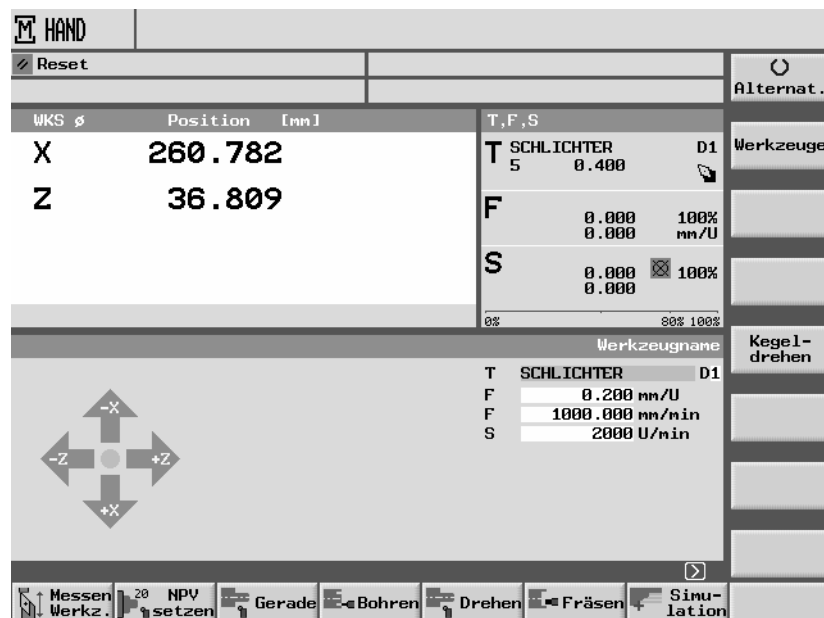 M HAND
Reset
Alternat.
WKS ø Position [mm]
T,F,S
X 260.782
Z 36.809
T SCHLICHTER D1
5 0.400
F 0.000 100%
0.000 mm/U
S 0.000 100%
0.000
0% 80% 100%
Werkzeuge
Kegel-
drehen
Werkzeugname
T SCHLICHTER D1
F 0.200 mm/U
F 1000.000 mm/min
S 2000 U/min
-X
-Z +Z
+X
Messen
Werkz.
20 NPV
setzen
Gerade
Bohren
Drehen
Fräsen
Simu-
lation